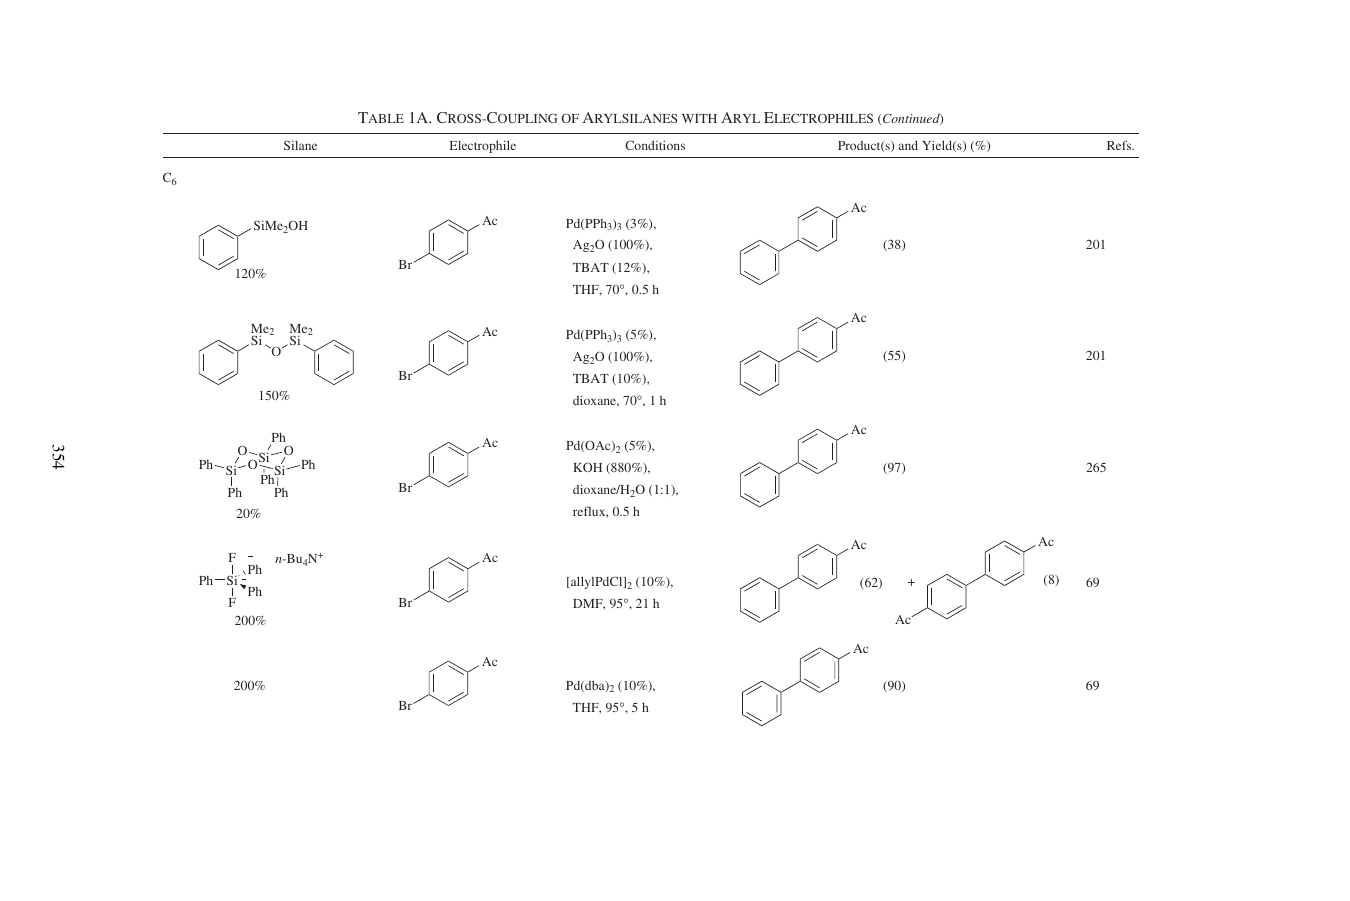 TABLE 1A. CROSS-COUPLING OF ARYLSILANES WITH ARYL ELECTROPHILES (Continued)
Silane Electrophile Conditions Product(s) and Yield(s) (%) Refs.
C6
SiMe2OH
120%
Br Ac
Pd(PPh3)3 (3%),
Ag2O (100%),
TBAT (12%),
THF, 70°, 0.5 h
Ac
(38)
201
Me2 Me2
Si O Si
150%
Br Ac
Pd(PPh3)3 (5%),
Ag2O (100%),
TBAT (10%),
dioxane, 70°, 1 h
Ac
(55)
201
Ph
O Si O
Ph Si O Si Ph
Ph
Ph Ph
20%
Br Ac
Pd(OAc)2 (5%),
KOH (880%),
dioxane/H2O (1:1),
reflux, 0.5 h
Ac
(97)
265
F – n-Bu4N+
Ph Si Ph
Ph
F
200%
Br Ac
[allylPdCl]2 (10%),
DMF, 95°, 21 h
Ac
(62)
+
Ac
Ac
(8)
69
200%
Br Ac
Pd(dba)2 (10%),
THF, 95°, 5 h
Ac
(90)
69
354